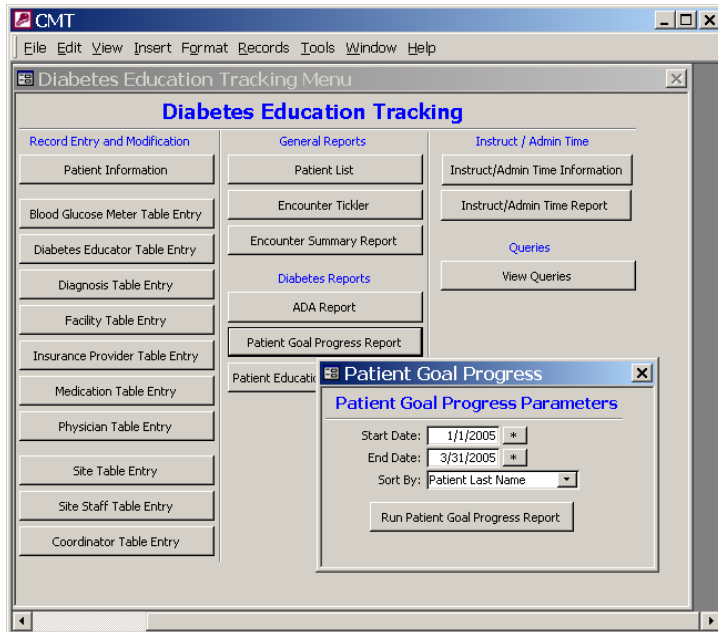 CMT
File Edit View Insert Format Records Tools Window Help
Diabetes Education Tracking Menu
Diabetes Education Tracking
Record Entry and Modification
Patient Information
Blood Glucose Meter Table Entry
Diabetes Educator Table Entry
Diagnosis Table Entry
Facility Table Entry
Insurance Provider Table Entry
Medication Table Entry
Physician Table Entry
Site Table Entry
Site Staff Table Entry
Coordinator Table Entry
General Reports
Patient List
Encounter Tickler
Encounter Summary Report
Diabetes Reports
ADA Report
Patient Goal Progress Report
Patient Educatio
Instruct / Admin Time
Instruct/Admin Time Information
Instruct/Admin Time Report
Queries
View Queries
Patient Goal Progress
Patient Goal Progress Parameters
Start Date: 1/1/2005 *
End Date: 3/31/2005 *
Sort By: Patient Last Name
Run Patient Goal Progress Report